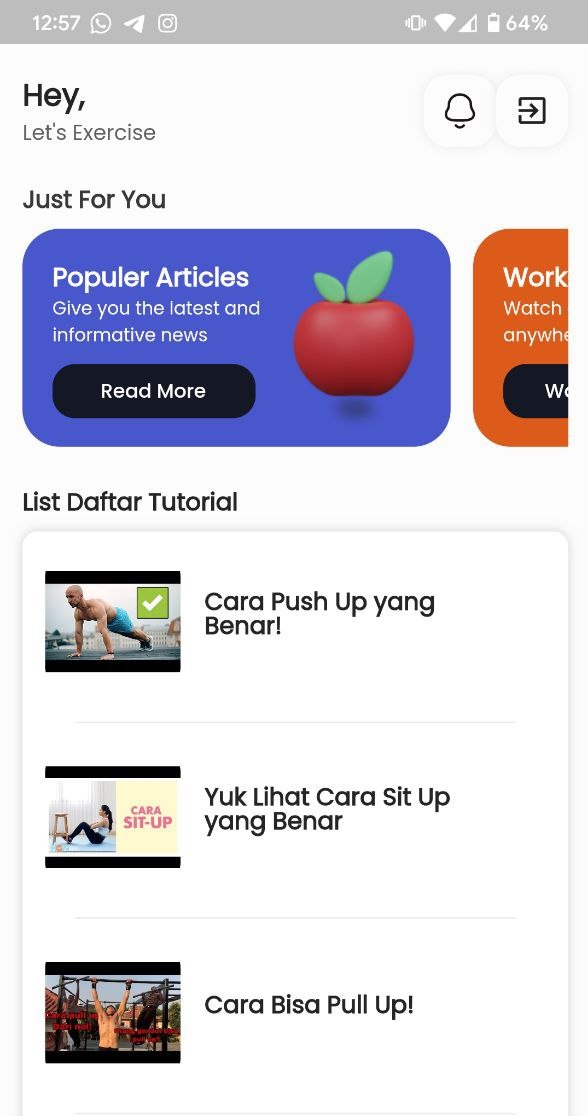 12:57
64%
Hey,
Let's Exercise
Just For You
Populer Articles
Give you the latest and
informative news
Read More
Work
Watch
anywhe
Wo
List Daftar Tutorial
Cara Push Up yang
Benar!
CARA
SIT-UP
Yuk Lihat Cara Sit Up
yang Benar
Cara Bisa Pull Up!